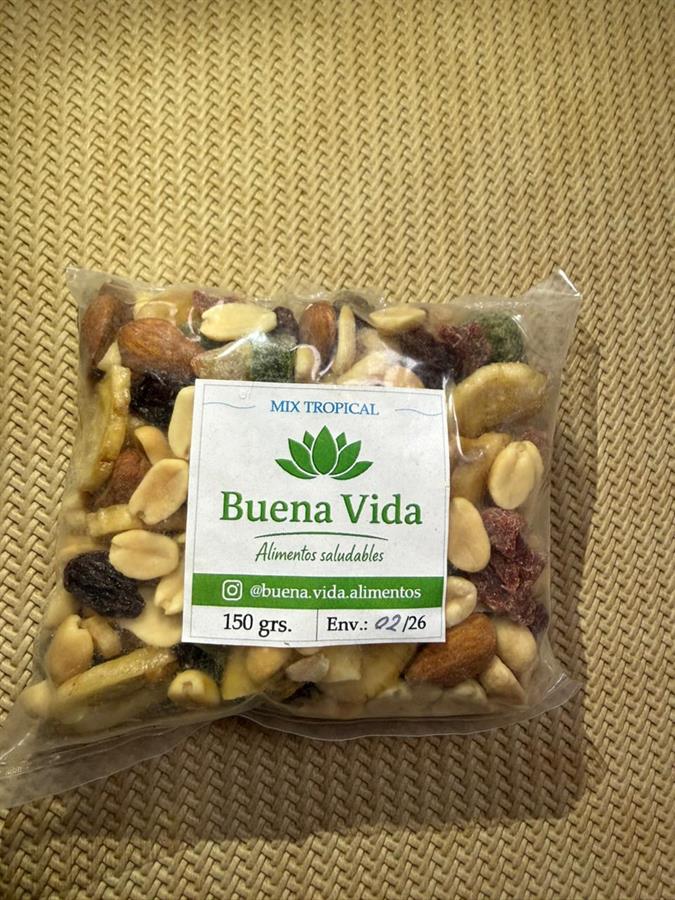 MIX TROPICAL
Buena Vida
Alimentos saludables
@buena.vida.alimentos
150 grs. Env.: 02/26